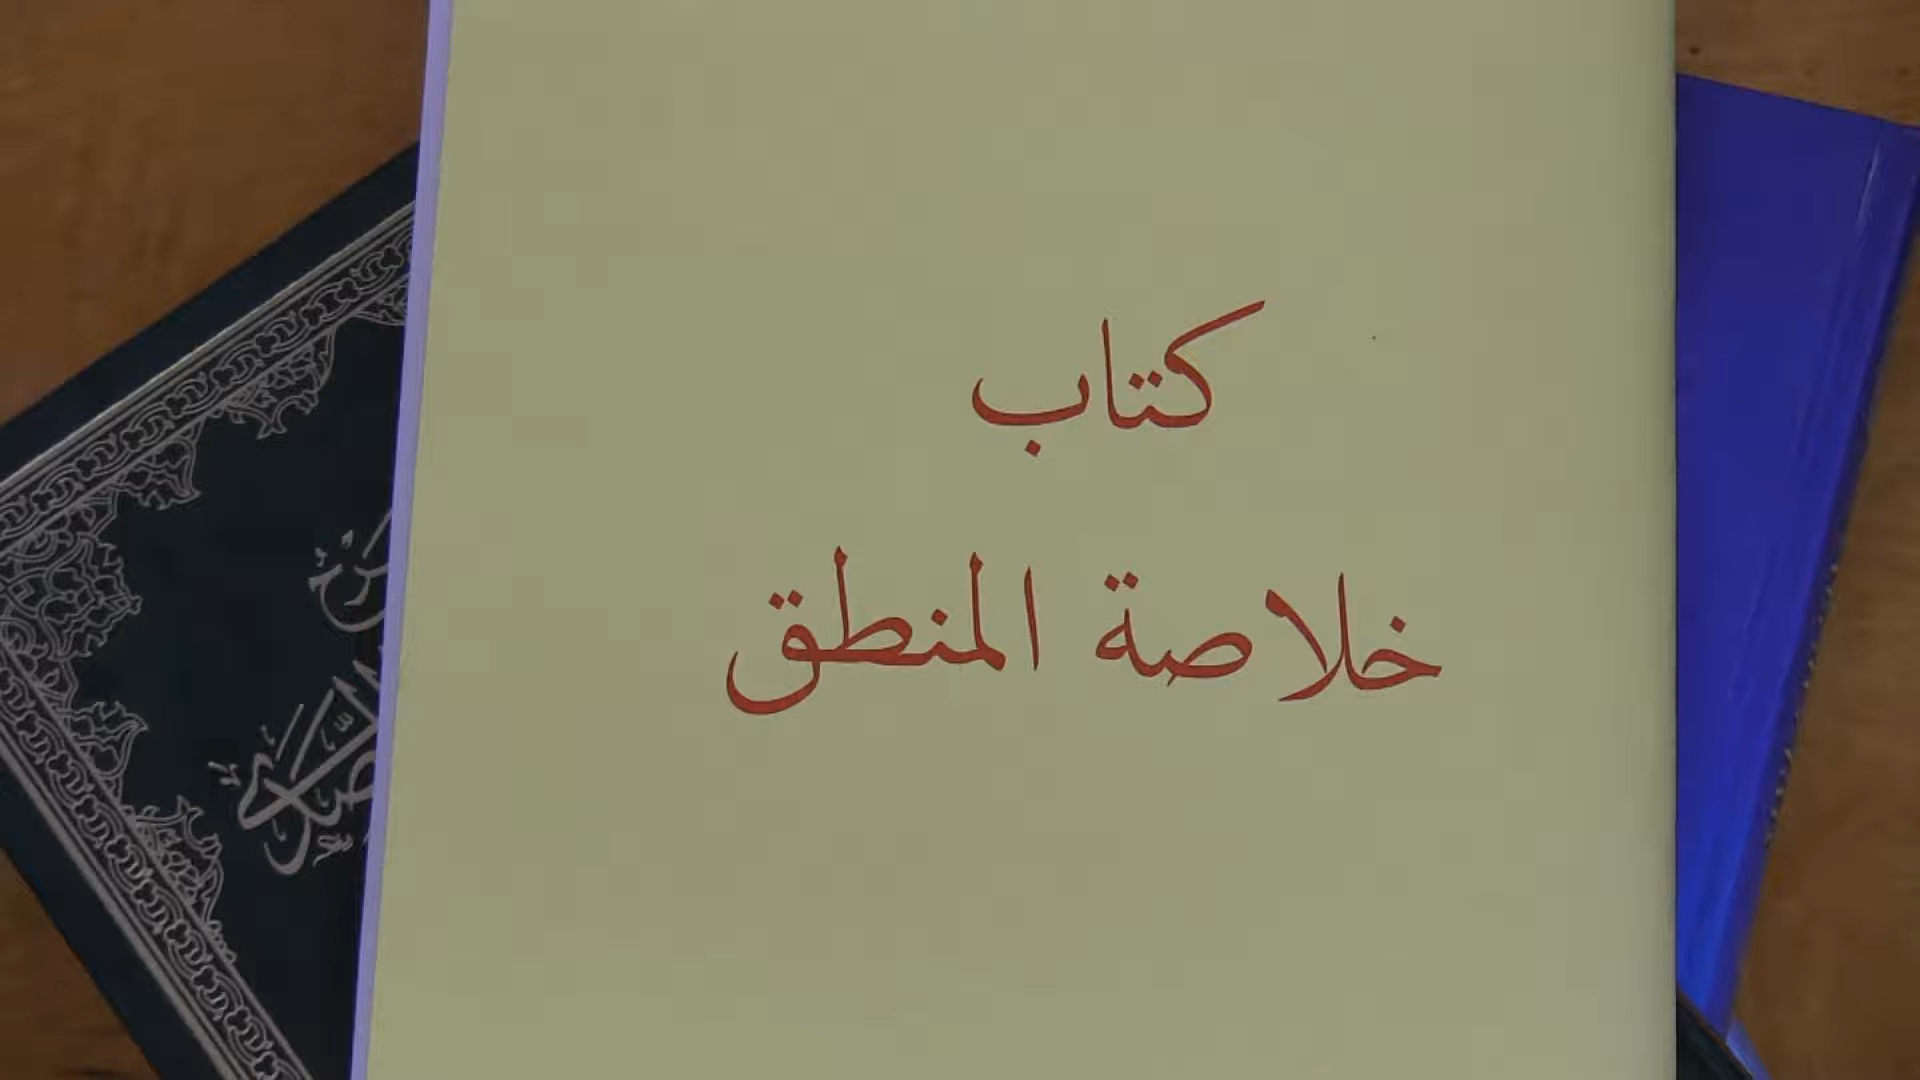 كتاب
خلاصة المنطق